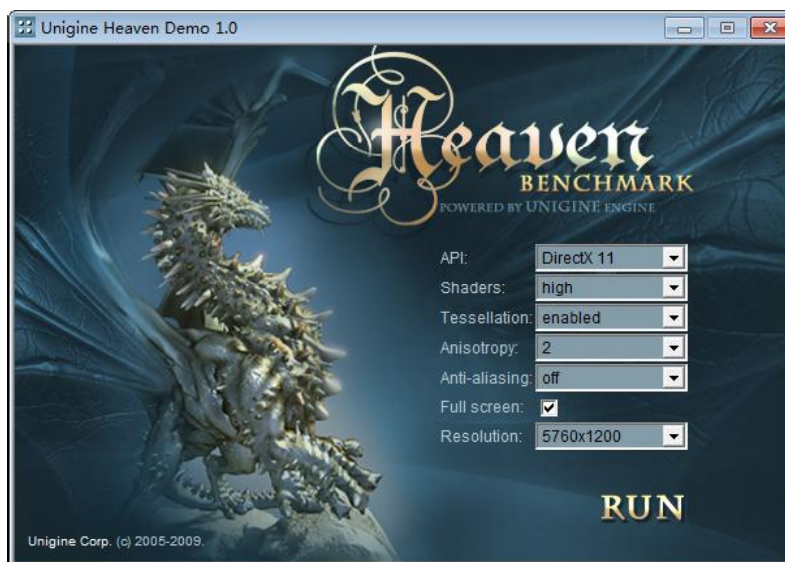 Unigine Heaven Demo 1.0
Heaven
BENCHMARK
POWERED BY UNIGINE ENGINE
API: DirectX 11
Shaders: high
Tessellation: enabled
Anisotropy: 2
Anti-aliasing: off
Full screen:
Resolution: 5760x1200
RUN
Unigine Corp. (c) 2005-2009.